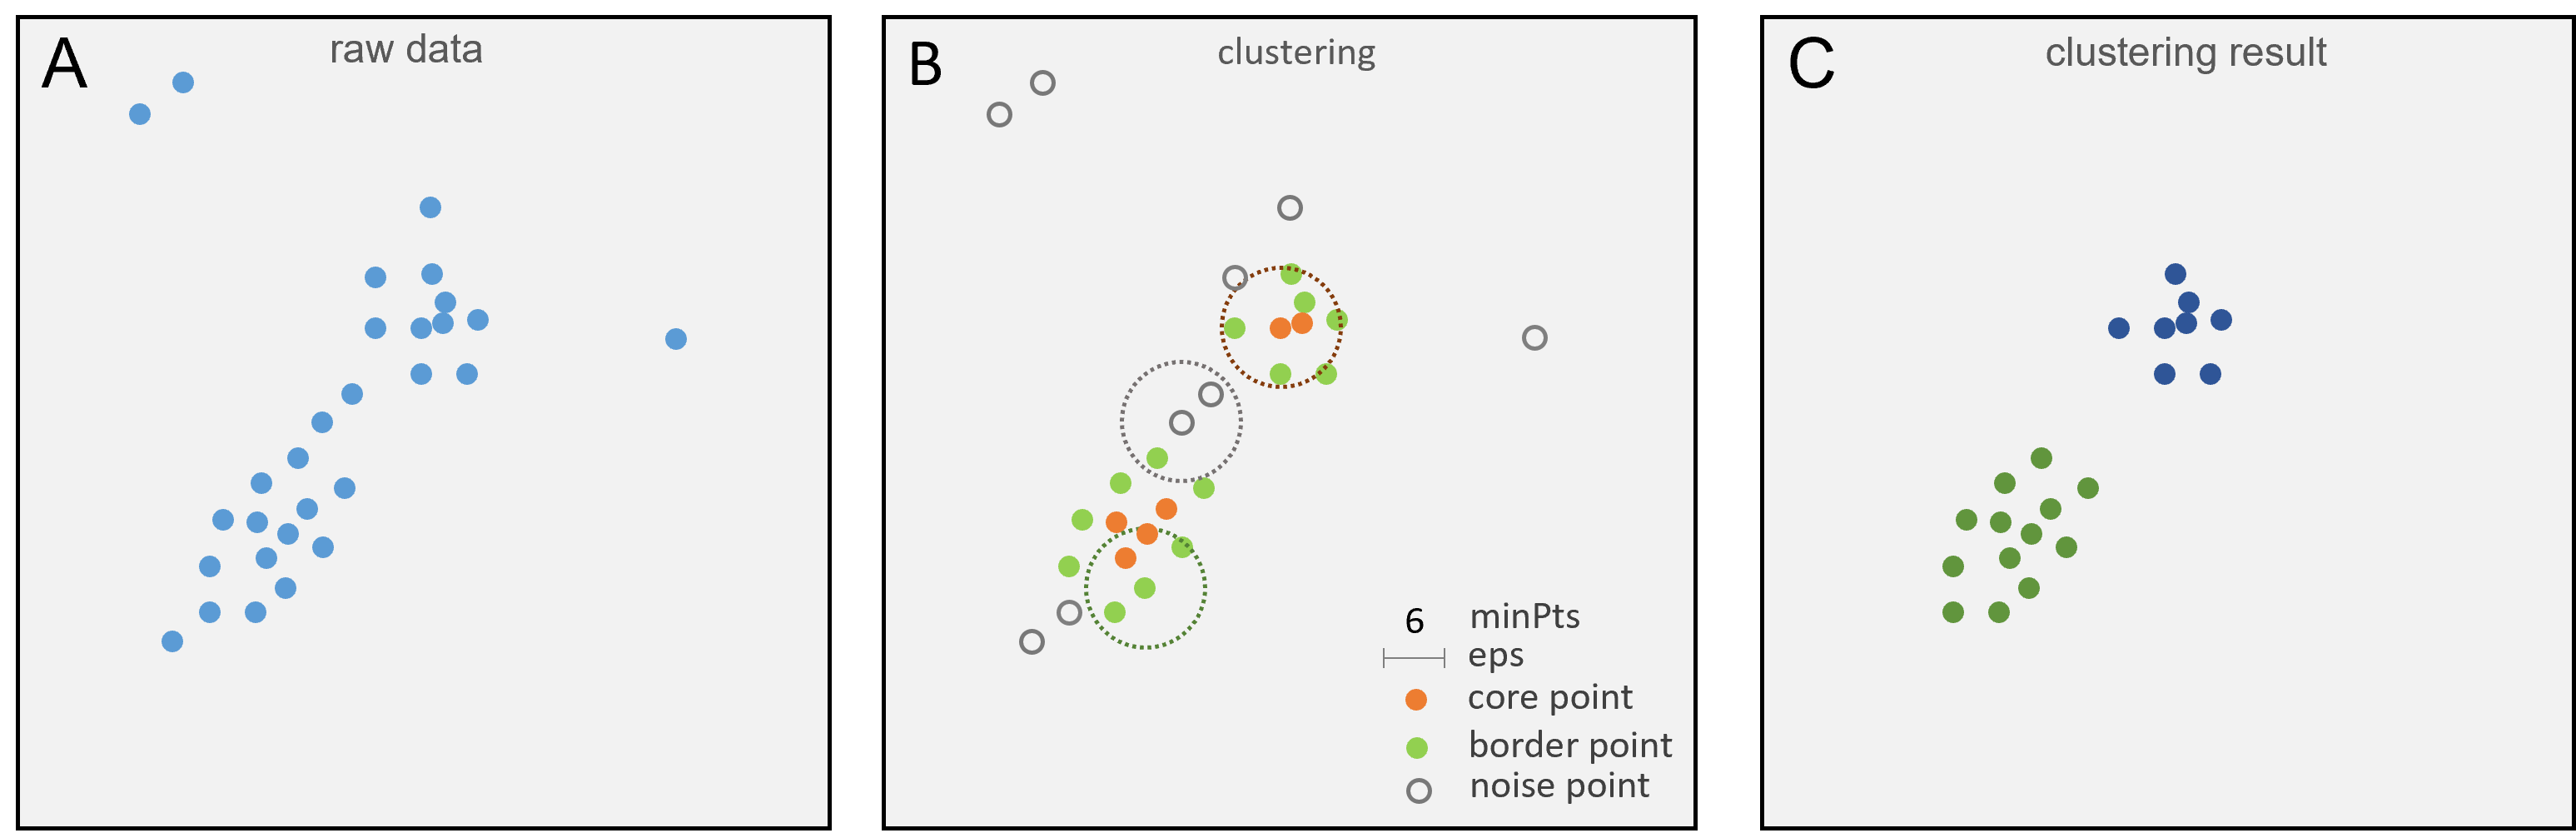 A
raw data
B
clustering
6 minPts
eps
core point
border point
noise point
C
clustering result